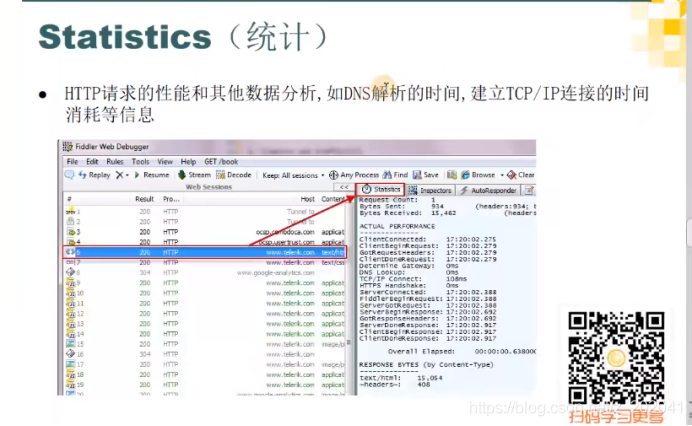 Statistics（统计）
● HTTP请求的性能和其他数据分析,如DNS解析的时间,建立TCP/IP连接的时间
消耗等信息
Fiddler Web Debugger
File Edit Rules Tools View Help GET /book
Replay Resume Stream Decode Keep: All sessions Any Process Find Save Browse Clear
Web Sessions <<
Statistics Inspectors AutoResponder
# Result Pro... Host Content
1 200 HTTP Tunnel to
2 200 HTTP Tunnel to
3 200 HTTP ocsp.comodoca.com applicat
4 200 HTTP ocsp.usertrust.com applicat
6 200 HTTP www.telerik.com
7 200 HTTP www.telerik.com text/css
8 304 HTTP www.google-analytics.com
9 200 HTTP www.telerik.com applicat
10 200 HTTP www.telerik.com applicat
11 200 HTTP www.telerik.com applicat
12 200 HTTP www.telerik.com applicat
13 200 HTTP www.telerik.com applicat
14 200 HTTP www.telerik.com applicat
15 200 HTTP www.telerik.com image/p
16 304 HTTP www.google-analytics.com
17 200 HTTP www.telerik.com image/p
18 200 HTTP www.telerik.com applicat
19 200 HTTP www.telerik.com applicat
Request Count: 1
Bytes Sent: 934 (headers:934;
Bytes Received: 15,462 (headers
ACTUAL PERFORMANCE
--------------
ClientConnected: 17:20:02.275
ClientBeginRequest: 17:20:02.279
GotRequestHeaders: 17:20:02.279
ClientDoneRequest: 17:20:02.279
Determine Gateway: 0ms
DNS Lookup: 0ms
TCP/IP Connect: 108ms
HTTPS Handshake: 0ms
ServerConnected: 17:20:02.388
FiddlerBeginRequest: 17:20:02.388
ServerGotRequest: 17:20:02.388
ServerBeginResponse: 17:20:02.692
GotResponseHeaders: 17:20:02.692
ServerDoneResponse: 17:20:02.917
ClientBeginResponse: 17:20:02.917
ClientDoneResponse: 17:20:02.917
Overall Elapsed: 00:00:00.638000
RESPONSE BYTES (by Content-Type)
--------------
text/html: 15,054
~headers~: 408
扫码学习更多